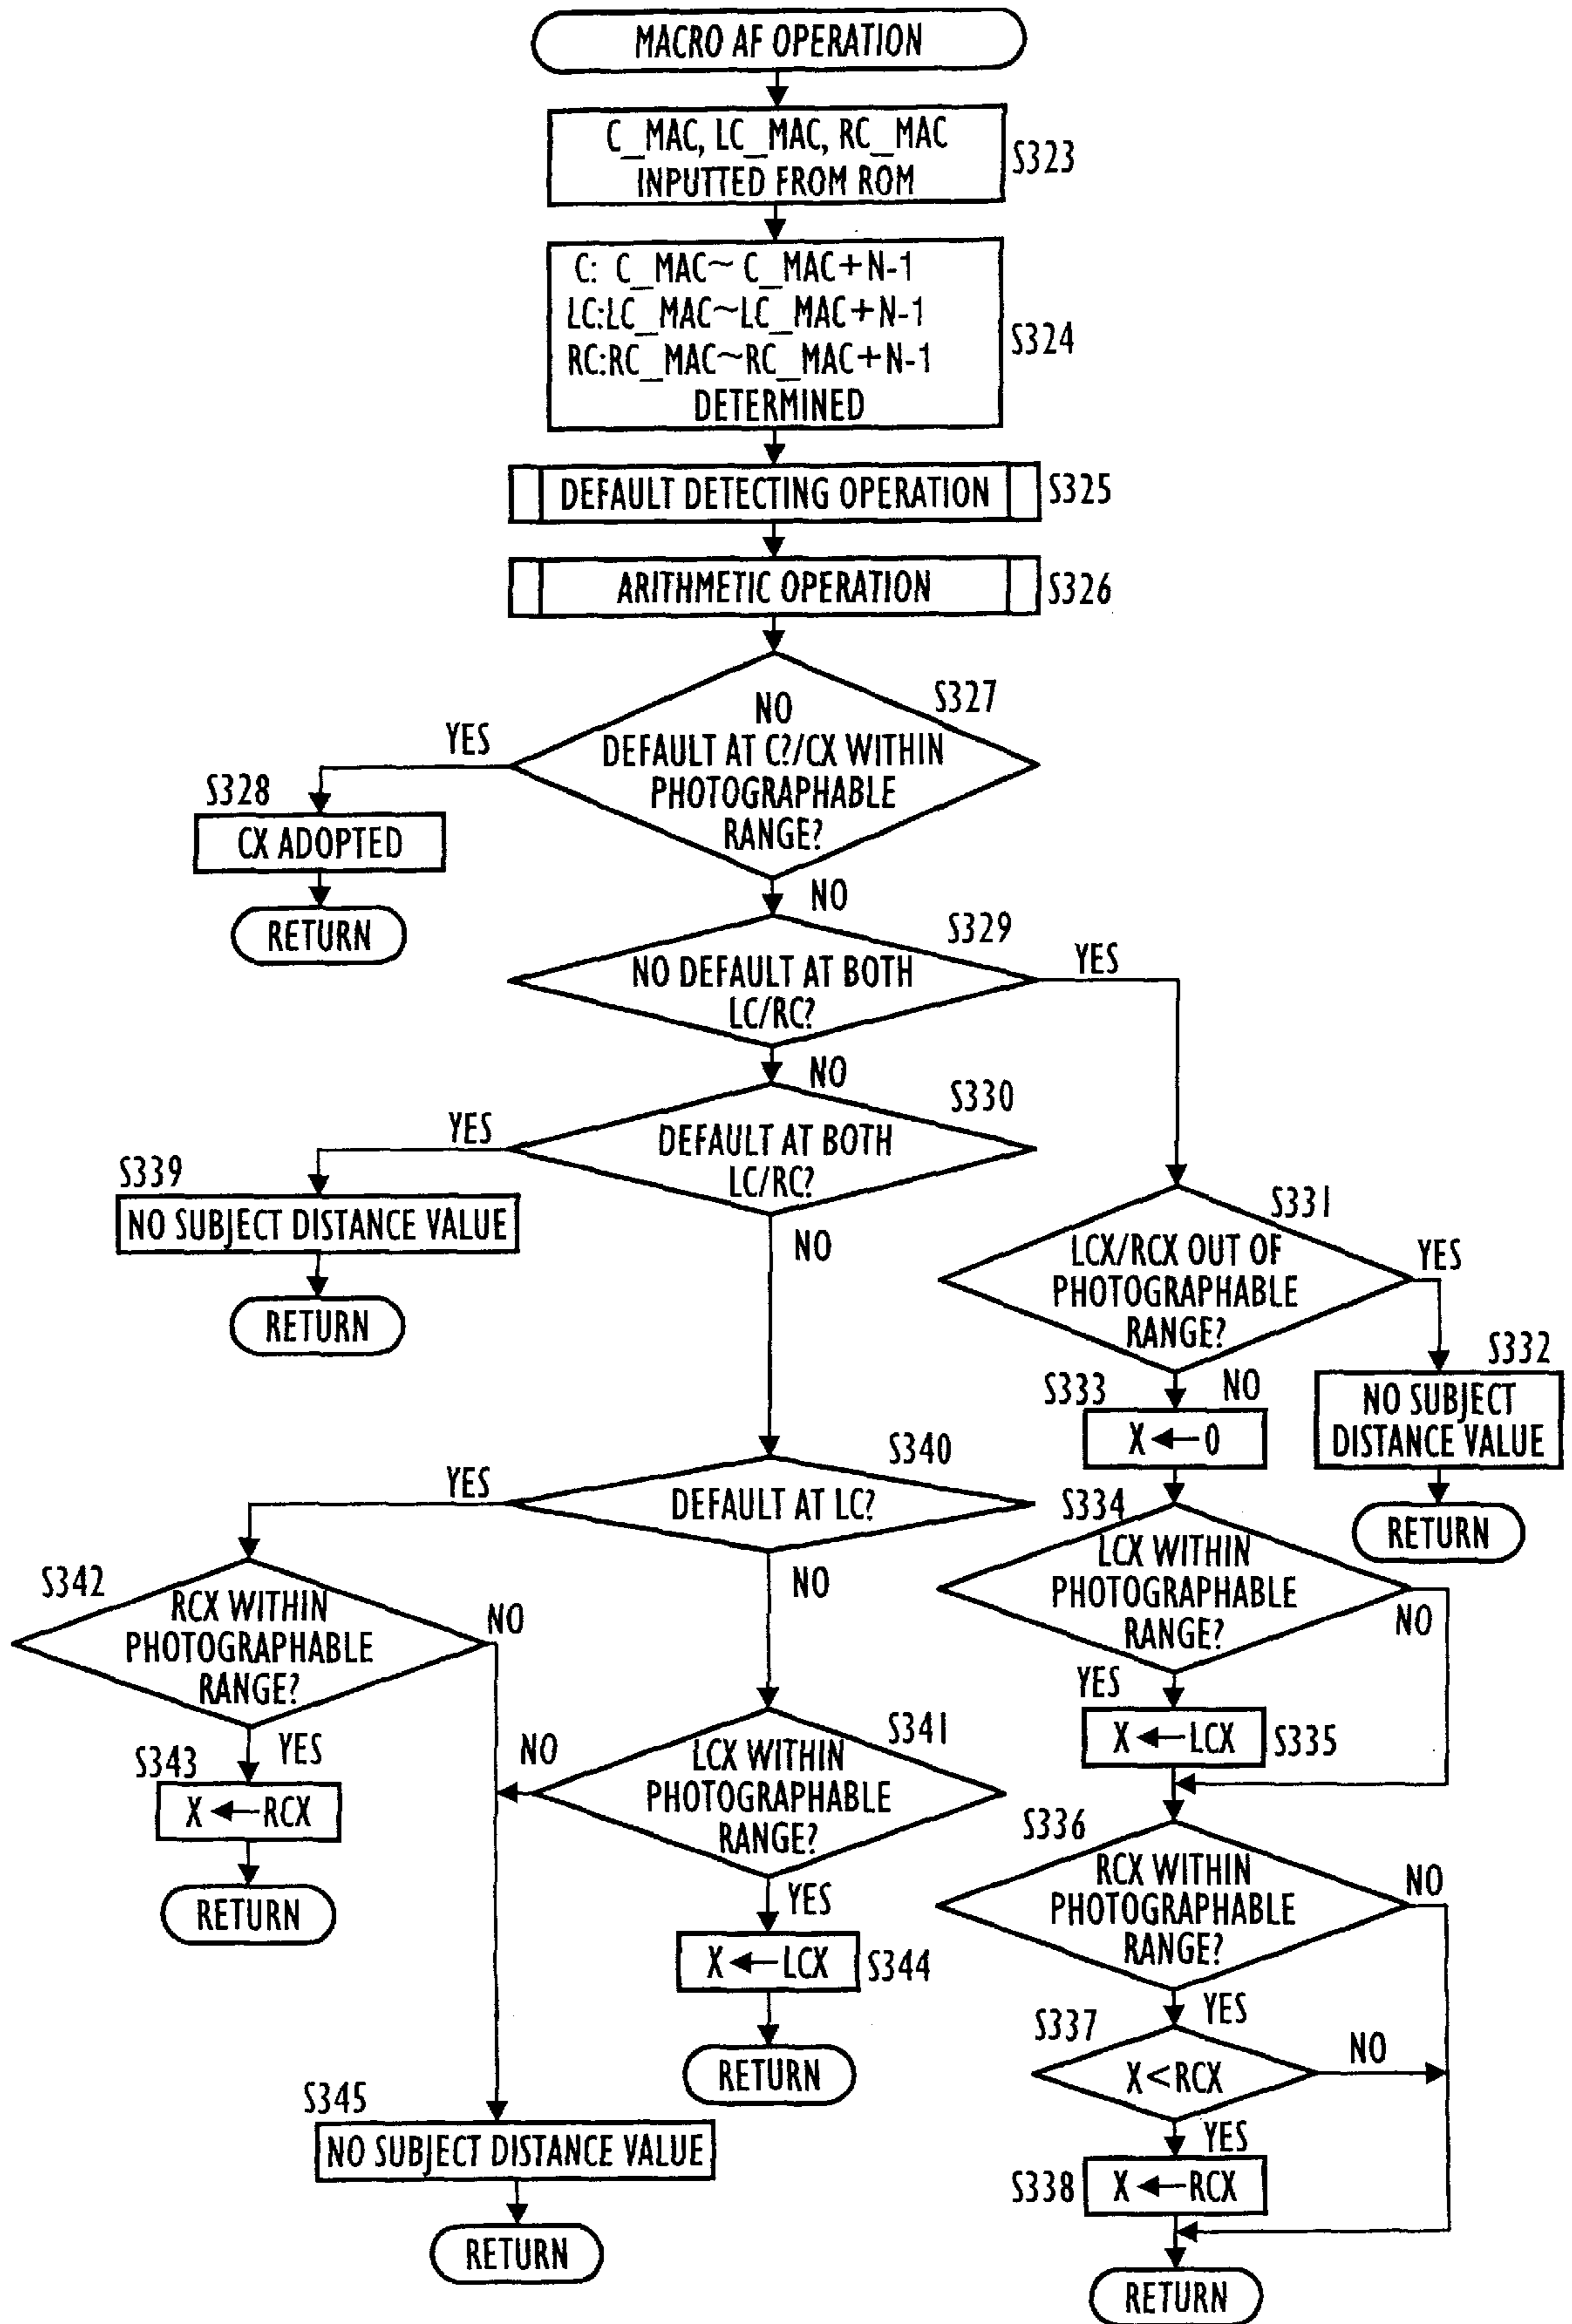 MACRO AF OPERATION
C_MAC, LC_MAC, RC_MAC
INPUTTED FROM ROM
S323
C: C_MAC~ C_MAC+N-1
LC:LC_MAC~LC_MAC+N-1
RC:RC_MAC~RC_MAC+N-1
DETERMINED
S324
DEFAULT DETECTING OPERATION
S325
ARITHMETIC OPERATION
S326
S327
NO
DEFAULT AT C?/CX WITHIN
PHOTOGRAPHABLE
RANGE?
YES
S328
CX ADOPTED
RETURN
NO
S329
NO DEFAULT AT BOTH
LC/RC?
YES
NO
S330
DEFAULT AT BOTH
LC/RC?
YES
S339
NO SUBJECT DISTANCE VALUE
RETURN
NO
S331
LCX/RCX OUT OF
PHOTOGRAPHABLE
RANGE?
YES
S332
NO SUBJECT
DISTANCE VALUE
RETURN
NO
S333
X←0
S334
LCX WITHIN
PHOTOGRAPHABLE
RANGE?
NO
YES
X←LCX
S335
S336
RCX WITHIN
PHOTOGRAPHABLE
RANGE?
NO
YES
S337
X<RCX
NO
YES
S338
X←RCX
RETURN
S340
DEFAULT AT LC?
YES
NO
S342
RCX WITHIN
PHOTOGRAPHABLE
RANGE?
NO
YES
S343
X←RCX
RETURN
S341
LCX WITHIN
PHOTOGRAPHABLE
RANGE?
NO
YES
X←LCX
S344
RETURN
S345
NO SUBJECT DISTANCE VALUE
RETURN